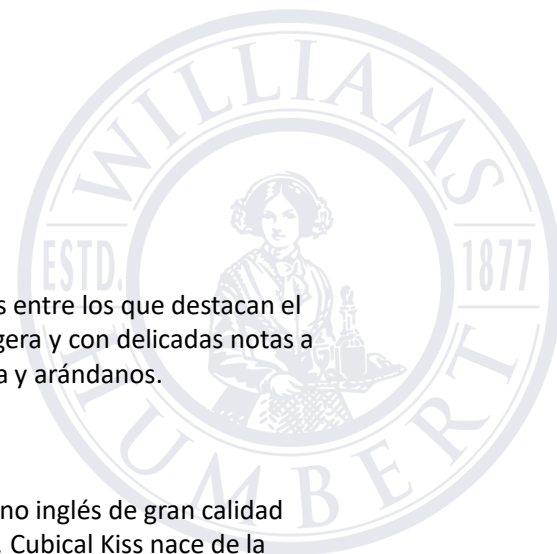 WILLIAMS
ESTD. 1877
HUMBERT
s entre los que destacan el
gera y con delicadas notas a
a y arándanos.
no inglés de gran calidad
. Cubical Kiss nace de la